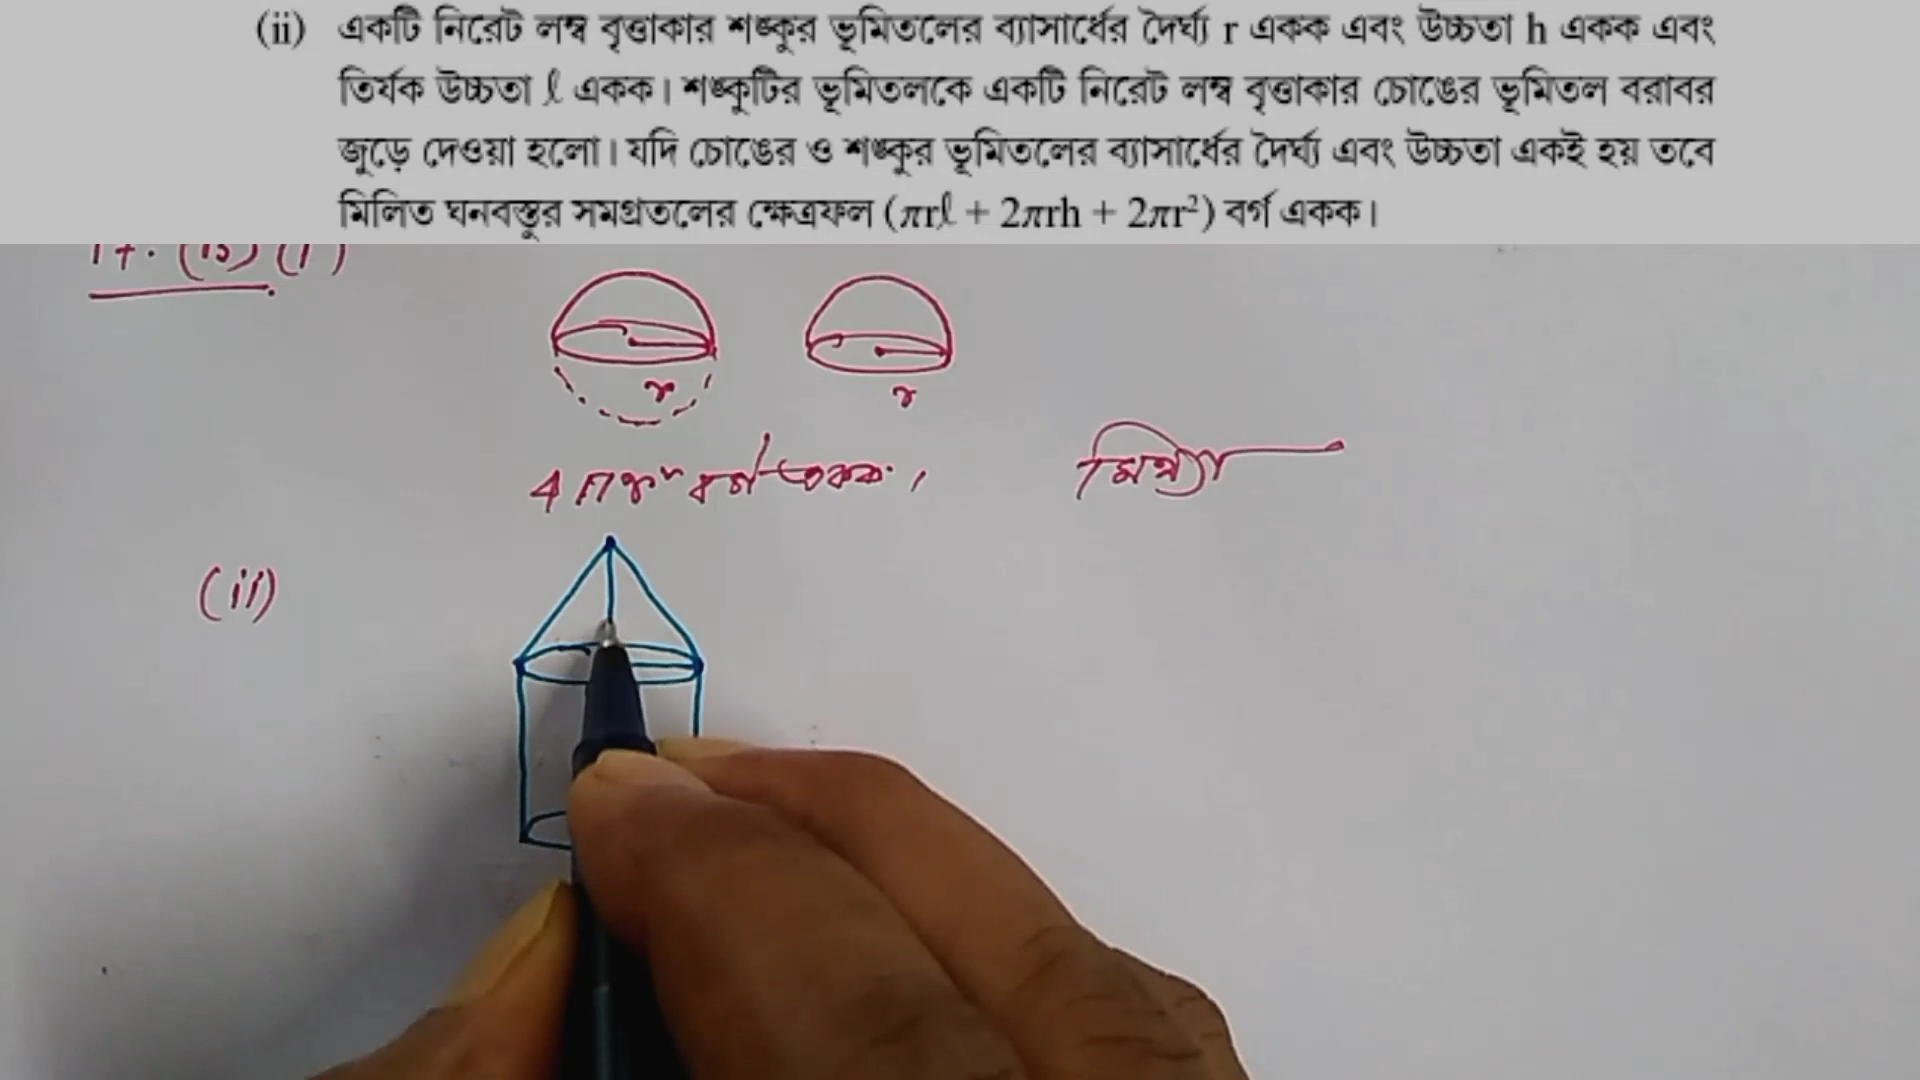 (ii) একটি নিরেট লম্ব বৃত্তাকার শঙ্কুর ভূমিতলের ব্যাসার্ধের দৈর্ঘ্য r একক এবং উচ্চতা h একক এবং
তির্যক উচ্চতা ℓ একক। শঙ্কুটির ভূমিতলকে একটি নিরেট লম্ব বৃত্তাকার চোঙের ভূমিতল বরাবর
জুড়ে দেওয়া হলো। যদি চোঙের ও শঙ্কুর ভূমিতলের ব্যাসার্ধের দৈর্ঘ্য এবং উচ্চতা একই হয় তবে
মিলিত ঘনবস্তুর সমগ্রতলের ক্ষেত্রফল (πrℓ + 2πrh + 2πr²) বর্গ একক।
r r
4πr² বর্গ একক। মিথ্যা
(ii)